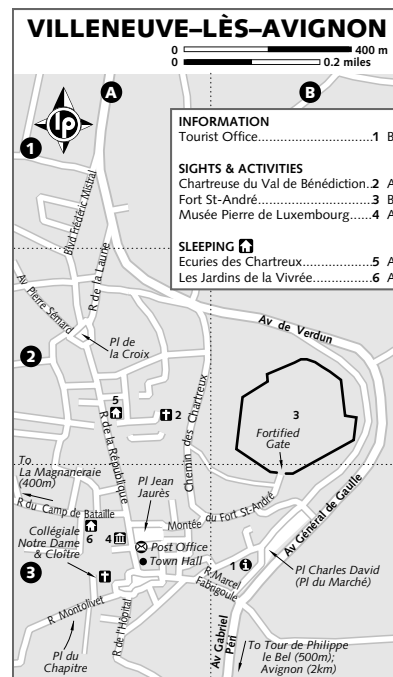 VILLENEUVE–LÈS–AVIGNON
0 400 m
0 0.2 miles
A
B
lp
1
INFORMATION
Tourist Office..............................1 B
SIGHTS & ACTIVITIES
Chartreuse du Val de Bénédiction..2 A
Fort St-André..............................3 B
Musée Pierre de Luxembourg.......4 A
SLEEPING
Ecuries des Chartreux..................5 A
Les Jardins de la Vivrée...............6 A
Blvd Frédéric Mistral
R de la Laune
Av Pierre Sémard
Pl de
la Croix
Av de Verdun
2
5
2
3
Fortified
Gate
Chemin des Chartreux
R de la République
To
La Magnaneraie
(400m)
R du Camp de Bataille
Pl Jean
Jaurès
Montée du Fort St-André
Av Général de Gaulle
Collégiale
Notre Dame
& Cloître
6
4
Post Office
Town Hall
1
R Marcel
Fabrigoule
Pl Charles David
(Pl du Marché)
3
R Montolivet
R de l'Hôpital
Av Gabriel
Péri
Pl du
Chapitre
To Tour de Philippe
le Bel (500m);
Avignon (2km)